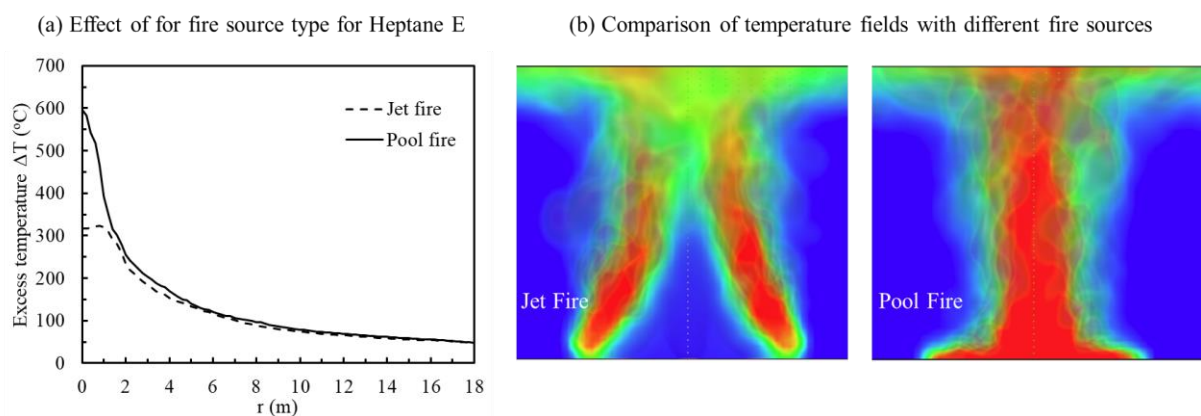 (a) Effect of for fire source type for Heptane E
(b) Comparison of temperature fields with different fire sources
700
600
500
400
300
200
100
0
Excess temperature ΔT (°C)
Jet fire
Pool fire
0 2 4 6 8 10 12 14 16 18
r (m)
Jet Fire
Pool Fire